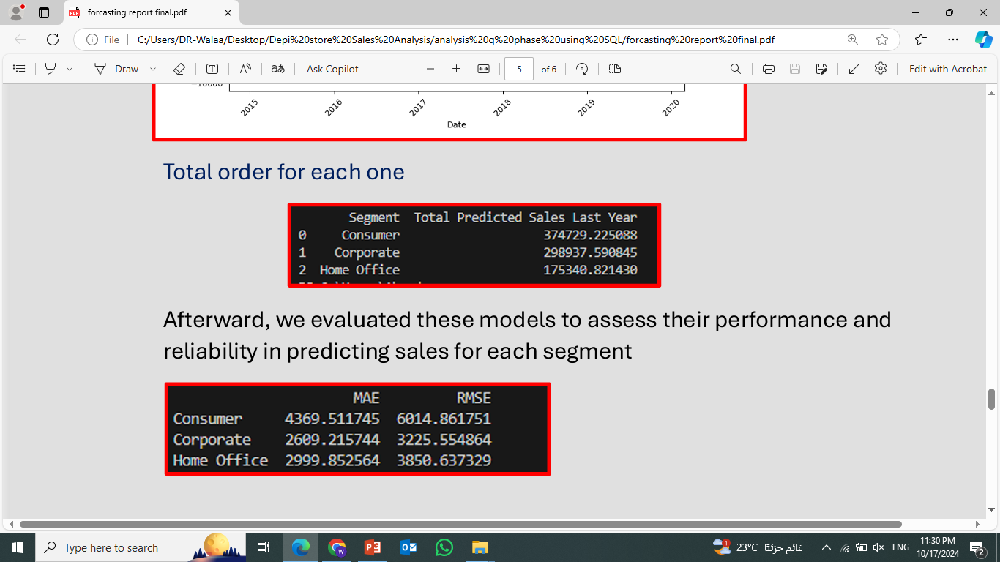 forcasting report final.pdf
File
C:/Users/DR-Walaa/Desktop/Depi%20store%20Sales%20Analysis/analysis%20q%20phase%20using%20SQL/forcasting%20report%20final.pdf
Draw
aあ
Ask Copilot
5 of 6
Edit with Acrobat
-10000
2015 2016 2017 2018 2019 2020
Date
Total order for each one
Segment Total Predicted Sales Last Year
0 Consumer 374729.225088
1 Corporate 298937.590845
2 Home Office 175340.821430
Afterward, we evaluated these models to assess their performance and
reliability in predicting sales for each segment
MAE RMSE
Consumer 4369.511745 6014.861751
Corporate 2609.215744 3225.554864
Home Office 2999.852564 3850.637329
Type here to search
1
23°C غائم جزئيًا
ENG
11:30 PM
10/17/2024
2